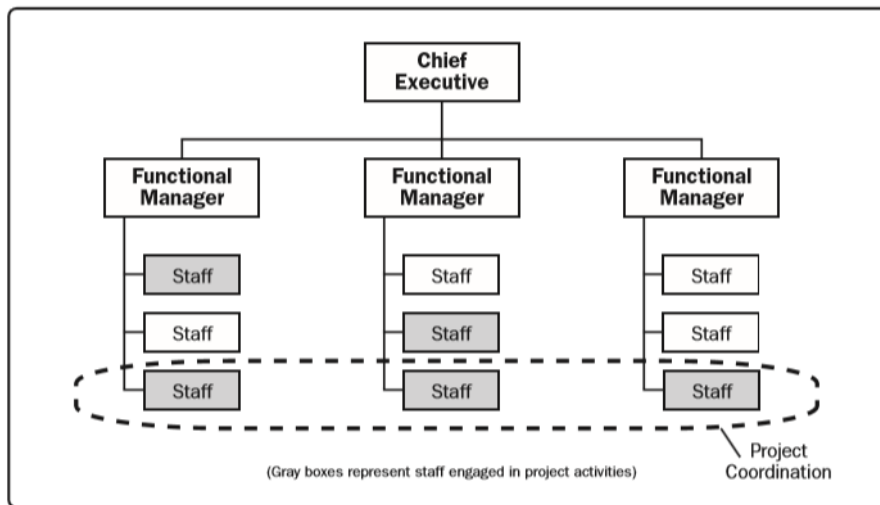 Chief
Executive
Functional
Manager
Functional
Manager
Functional
Manager
Staff
Staff
Staff
Staff
Staff
Staff
Staff
Staff
Staff
Project
Coordination
(Gray boxes represent staff engaged in project activities)